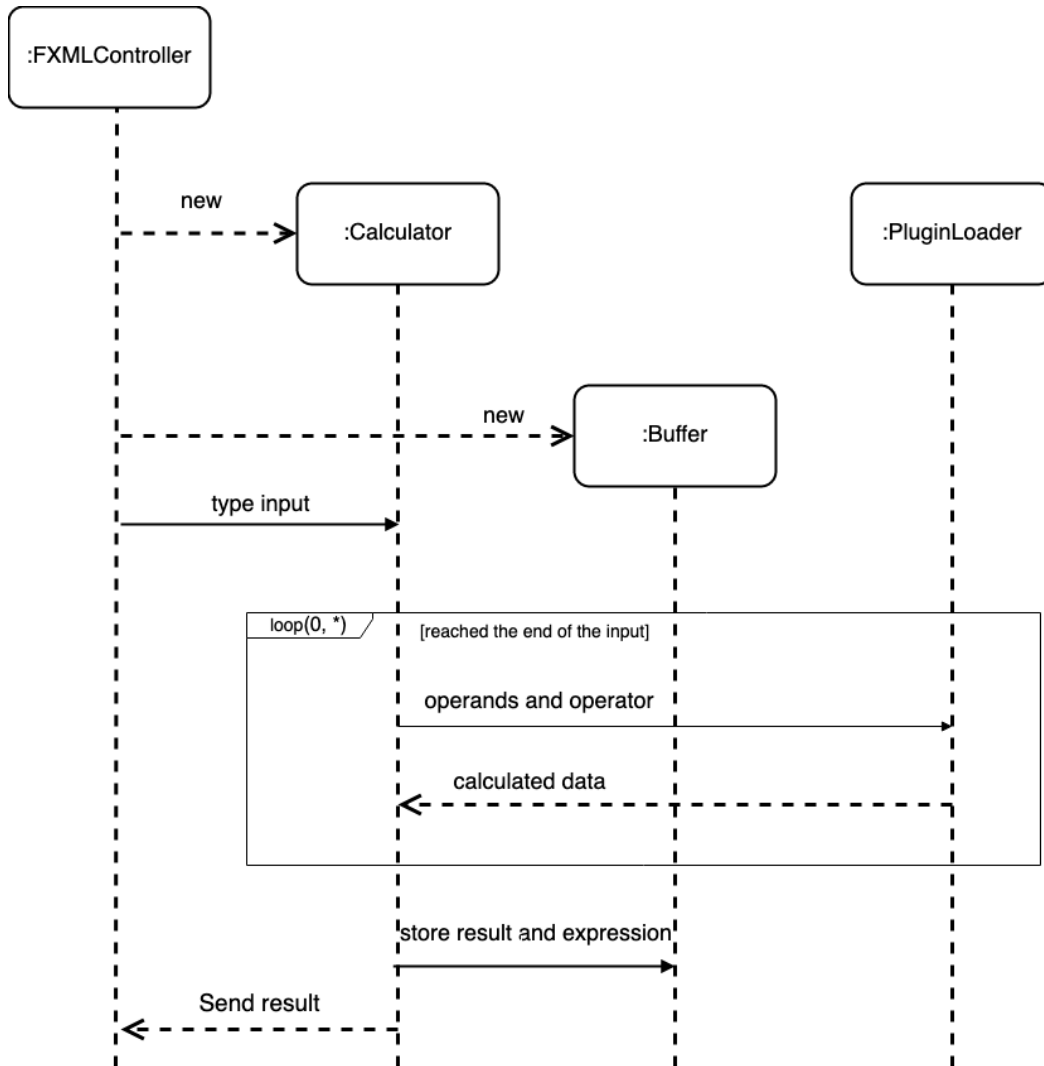 :FXMLController
new
:Calculator
:PluginLoader
new
:Buffer
type input
loop(0, *)
[reached the end of the input]
operands and operator
calculated data
store result and expression
Send result